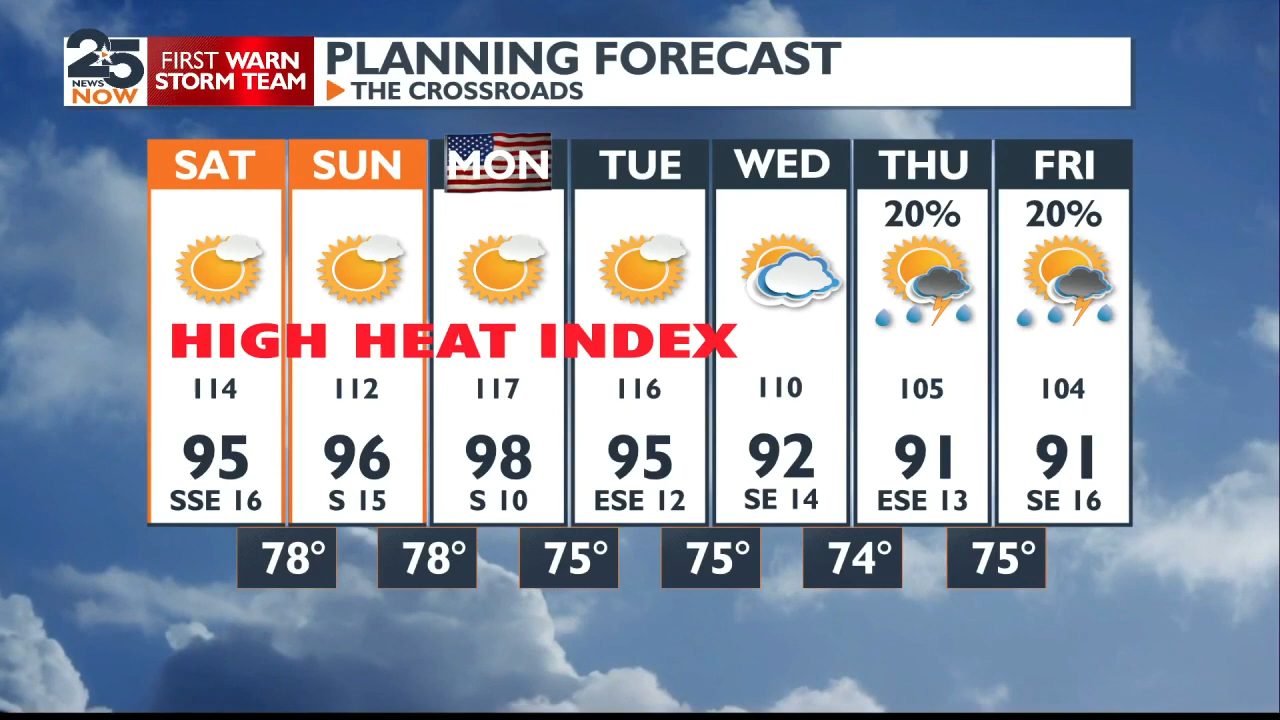 25
NEWS
NOW
FIRST WARN
STORM TEAM
PLANNING FORECAST
THE CROSSROADS
SAT SUN MON TUE WED THU FRI
20% 20%
HIGH HEAT INDEX
114 112 117 116 110 105 104
95 96 98 95 92 91 91
SSE 16 S 15 S 10 ESE 12 SE 14 ESE 13 SE 16
78° 78° 75° 75° 74° 75°